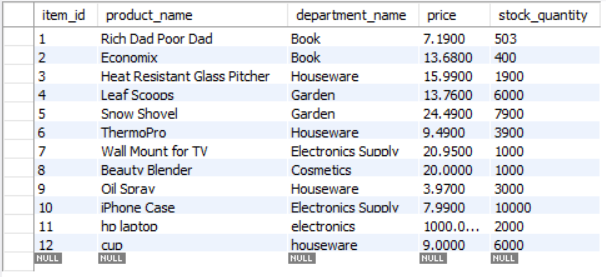 item_id product_name department_name price stock_quantity
1 Rich Dad Poor Dad Book 7.1900 503
2 Economix Book 13.6800 400
3 Heat Resistant Glass Pitcher Houseware 15.9900 1900
4 Leaf Scoops Garden 13.7600 6000
5 Snow Shovel Garden 24.4900 7900
6 ThermoPro Houseware 9.4900 3900
7 Wall Mount for TV Electronics Supply 20.9500 1000
8 Beauty Blender Cosmetics 20.0000 1000
9 Oil Spray Houseware 3.9700 3000
10 iPhone Case Electronics Supply 7.9900 10000
11 hp laptop electronics 1000.0... 2000
12 cup houseware 9.0000 6000
NULL NULL NULL NULL NULL